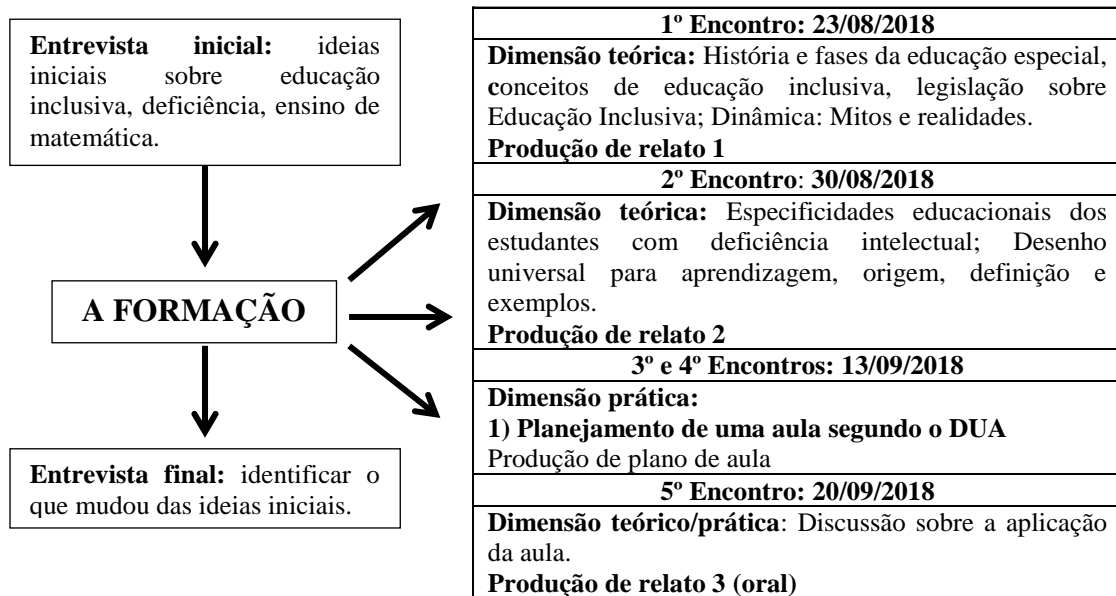 Entrevista inicial: ideias
iniciais sobre educação
inclusiva, deficiência, ensino de
matemática.
A FORMAÇÃO
Entrevista final: identificar o
que mudou das ideias iniciais.
1º Encontro: 23/08/2018
Dimensão teórica: História e fases da educação especial,
conceitos de educação inclusiva, legislação sobre
Educação Inclusiva; Dinâmica: Mitos e realidades.
Produção de relato 1
2º Encontro: 30/08/2018
Dimensão teórica: Especificidades educacionais dos
estudantes com deficiência intelectual; Desenho
universal para aprendizagem, origem, definição e
exemplos.
Produção de relato 2
3º e 4º Encontros: 13/09/2018
Dimensão prática:
1) Planejamento de uma aula segundo o DUA
Produção de plano de aula
5º Encontro: 20/09/2018
Dimensão teórico/prática: Discussão sobre a aplicação
da aula.
Produção de relato 3 (oral)